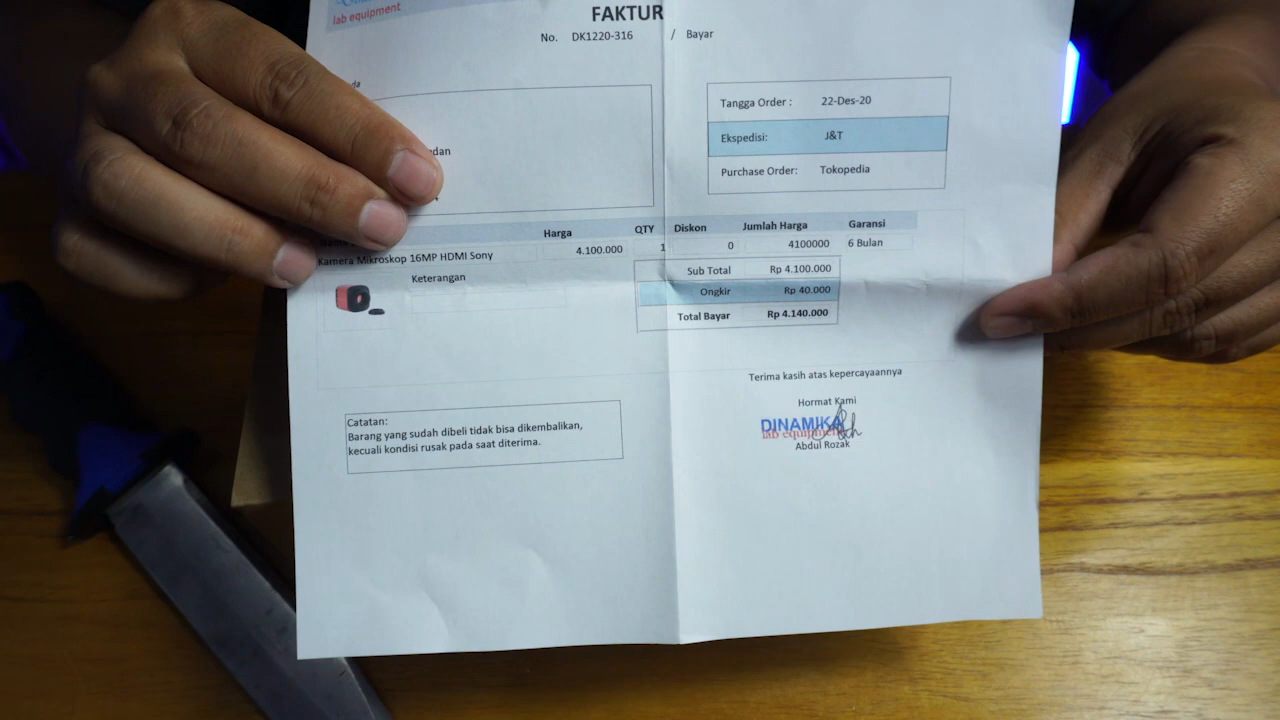 lab equipment
FAKTUR
No. DK1220-316 / Bayar
da
dan
Tangga Order : 22-Des-20
Ekspedisi: J&T
Purchase Order: Tokopedia
Harga QTY Diskon Jumlah Harga Garansi
Kamera Mikroskop 16MP HDMI Sony 4.100.000 1 0 4100000 6 Bulan
Keterangan
Sub Total Rp 4.100.000
Ongkir Rp 40.000
Total Bayar Rp 4.140.000
Terima kasih atas kepercayaannya
Hormat Kami
DINAMIKA
lab equipment
Abdul Rozak
Catatan:
Barang yang sudah dibeli tidak bisa dikembalikan,
kecuali kondisi rusak pada saat diterima.